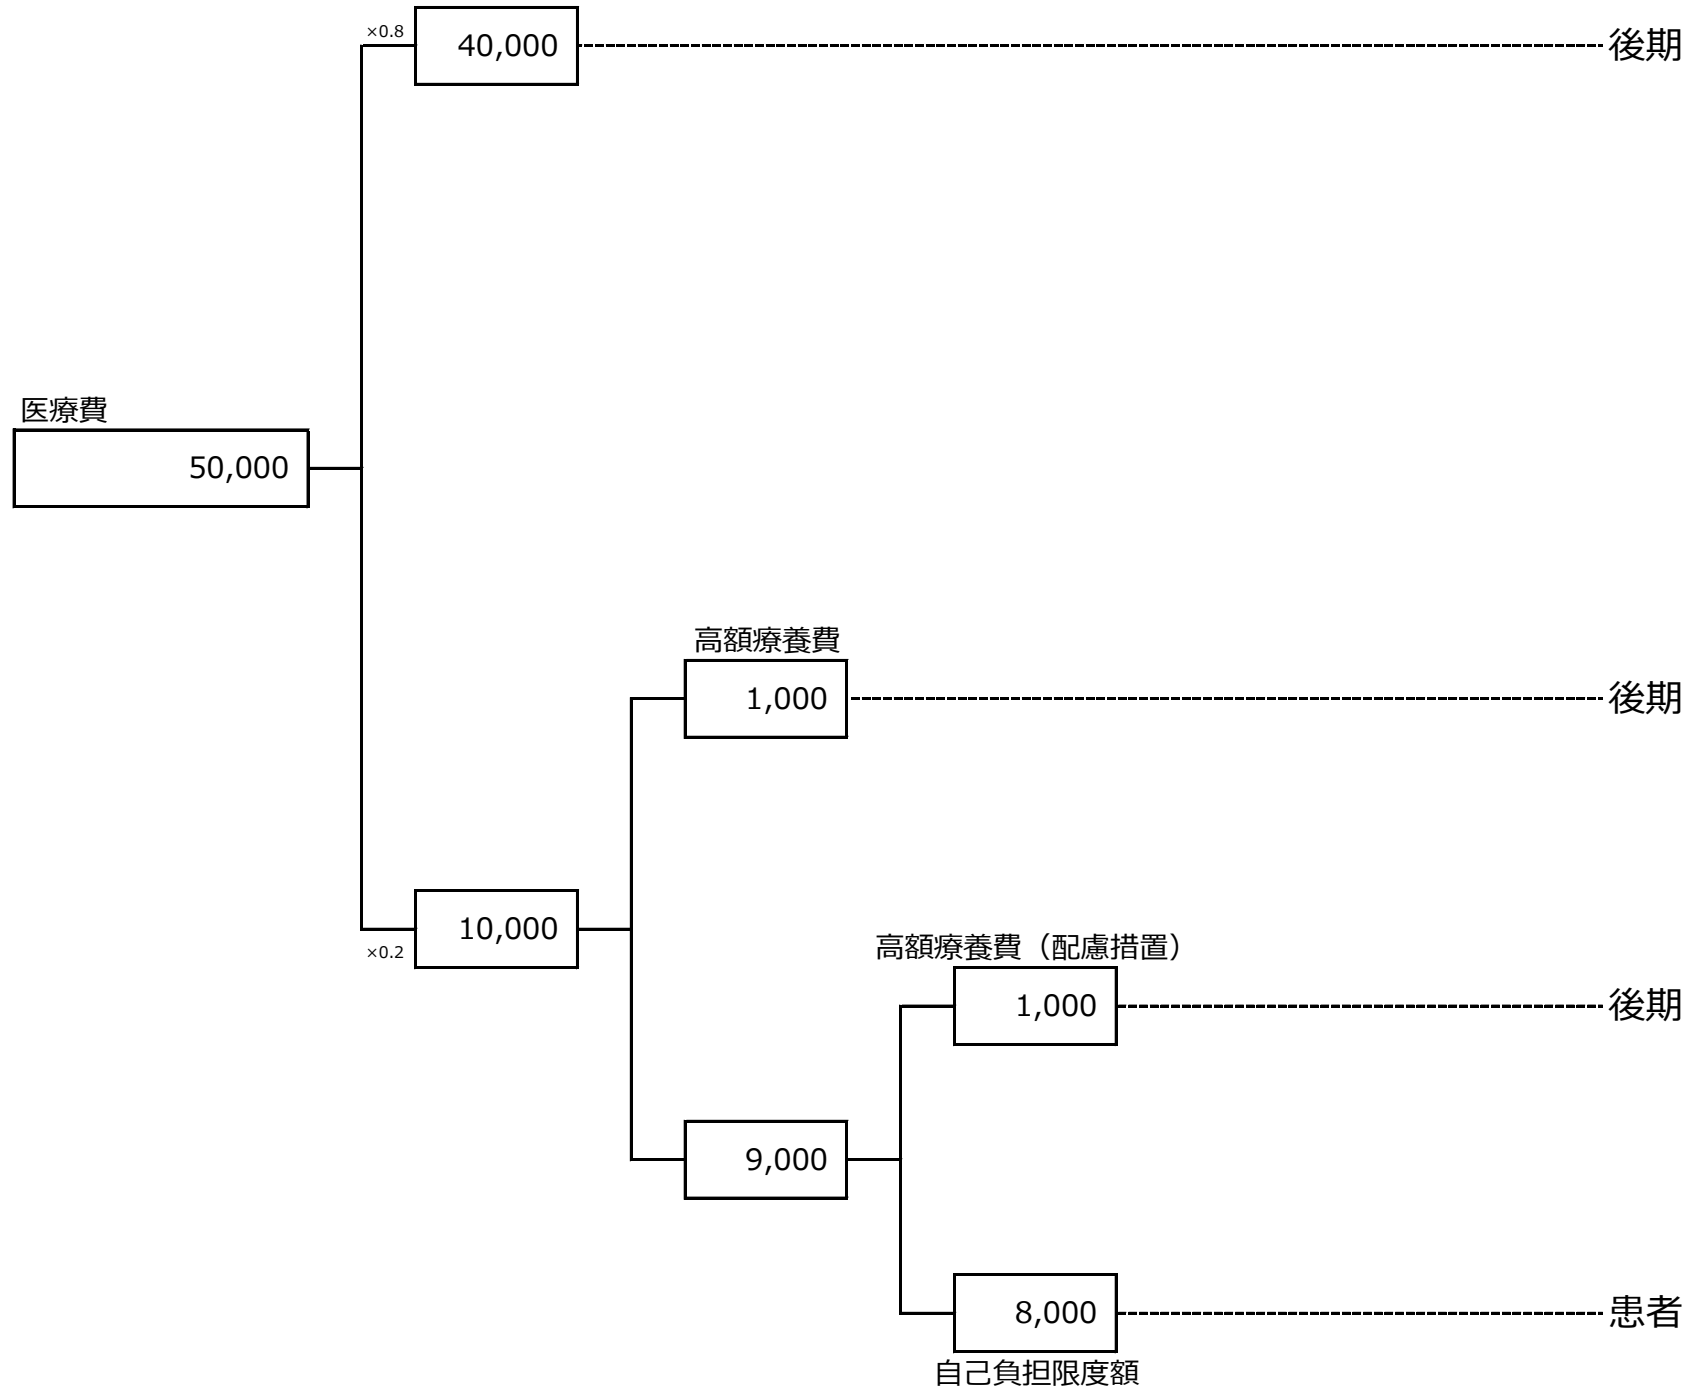 ×0.8
40,000
後期
医療費
50,000
高額療養費
1,000
後期
10,000
×0.2
高額療養費（配慮措置）
1,000
後期
9,000
8,000
患者
自己負担限度額